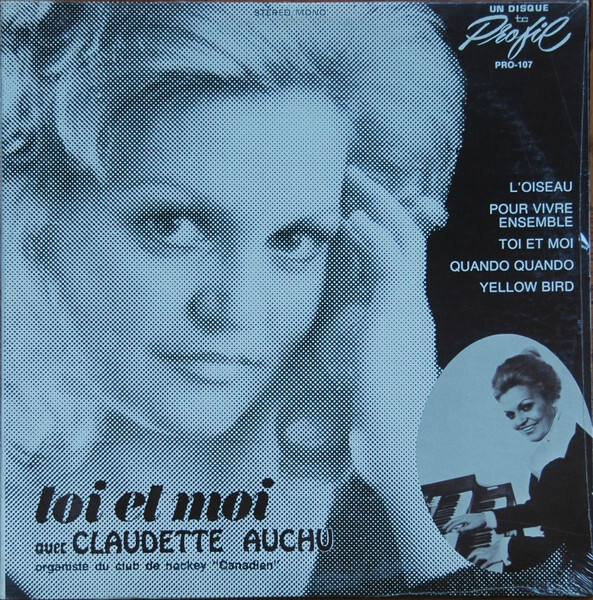 STEREO MONO
UN DISQUE
Profil
PRO-107
L'OISEAU
POUR VIVRE
ENSEMBLE
TOI ET MOI
QUANDO QUANDO
YELLOW BIRD
toi et moi
avec CLAUDETTE AUCHU
organiste du club de hockey "Canadien"